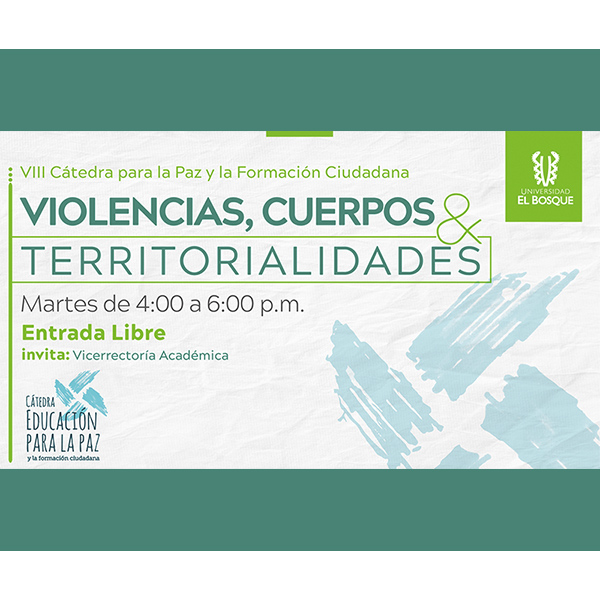 VIII Cátedra para la Paz y la Formación Ciudadana
VIOLENCIAS, CUERPOS &
TERRITORIALIDADES
Martes de 4:00 a 6:00 p.m.
Entrada Libre
invita: Vicerrectoría Académica
CÁTEDRA
EDUCACIÓN
PARA LA PAZ
y la formación ciudadana
UNIVERSIDAD
EL BOSQUE